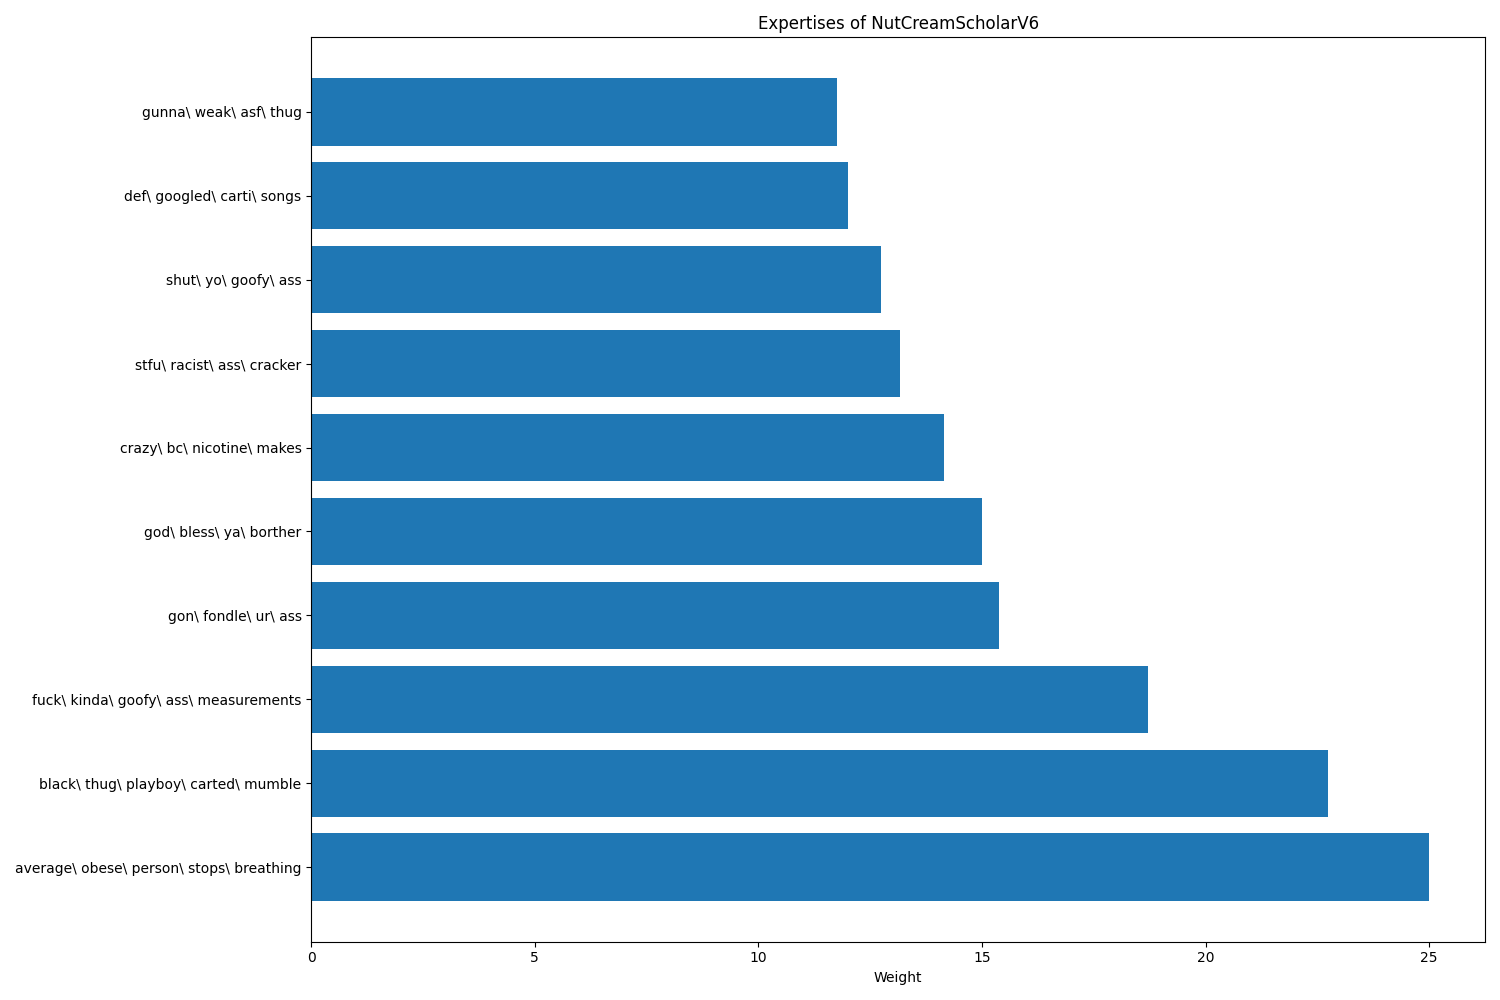 Expertises of NutCreamScholarV6
gunna\ weak\ asf\ thug
def\ googled\ carti\ songs
shut\ yo\ goofy\ ass
stfu\ racist\ ass\ cracker
crazy\ bc\ nicotine\ makes
god\ bless\ ya\ borther
gon\ fondle\ ur\ ass
fuck\ kinda\ goofy\ ass\ measurements
black\ thug\ playboy\ carted\ mumble
average\ obese\ person\ stops\ breathing
0 5 10 15 20 25
Weight